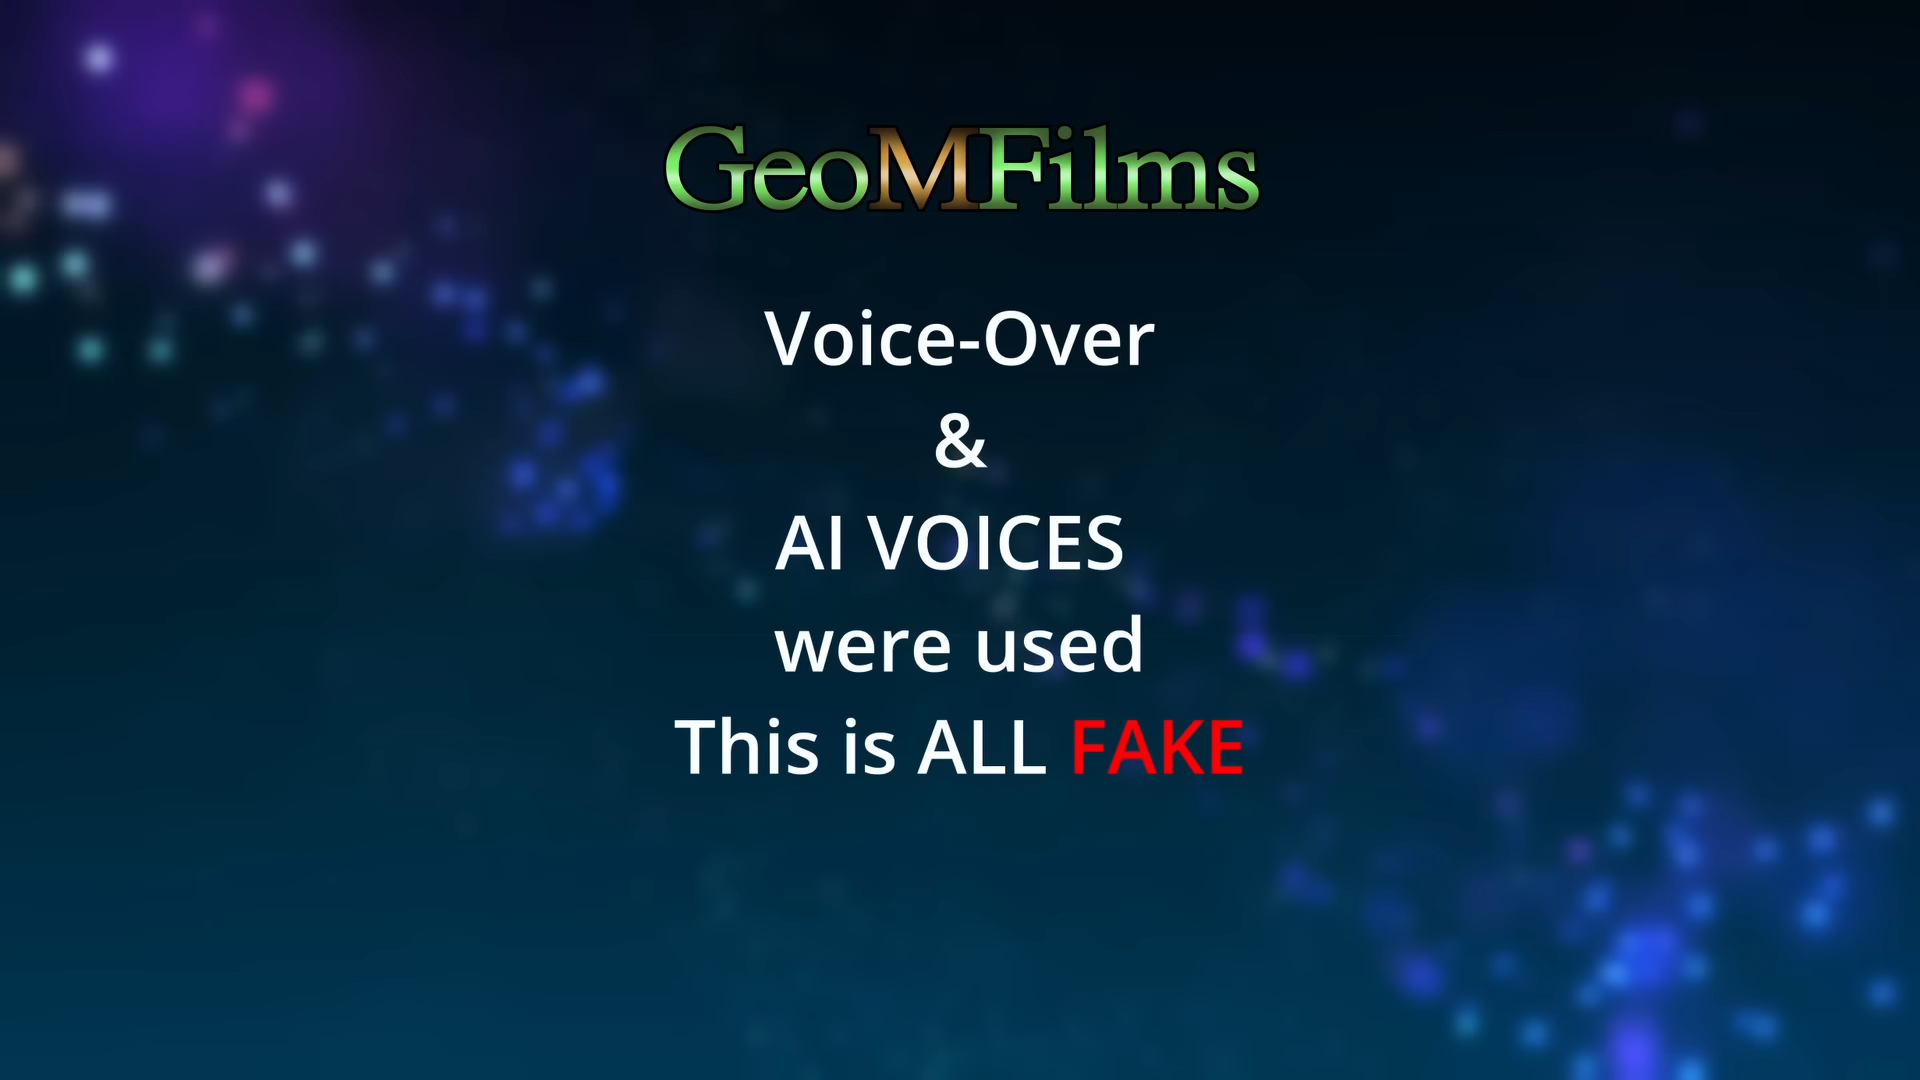 GeoMFilms
Voice-Over
&
AI VOICES
were used
This is ALL FAKE